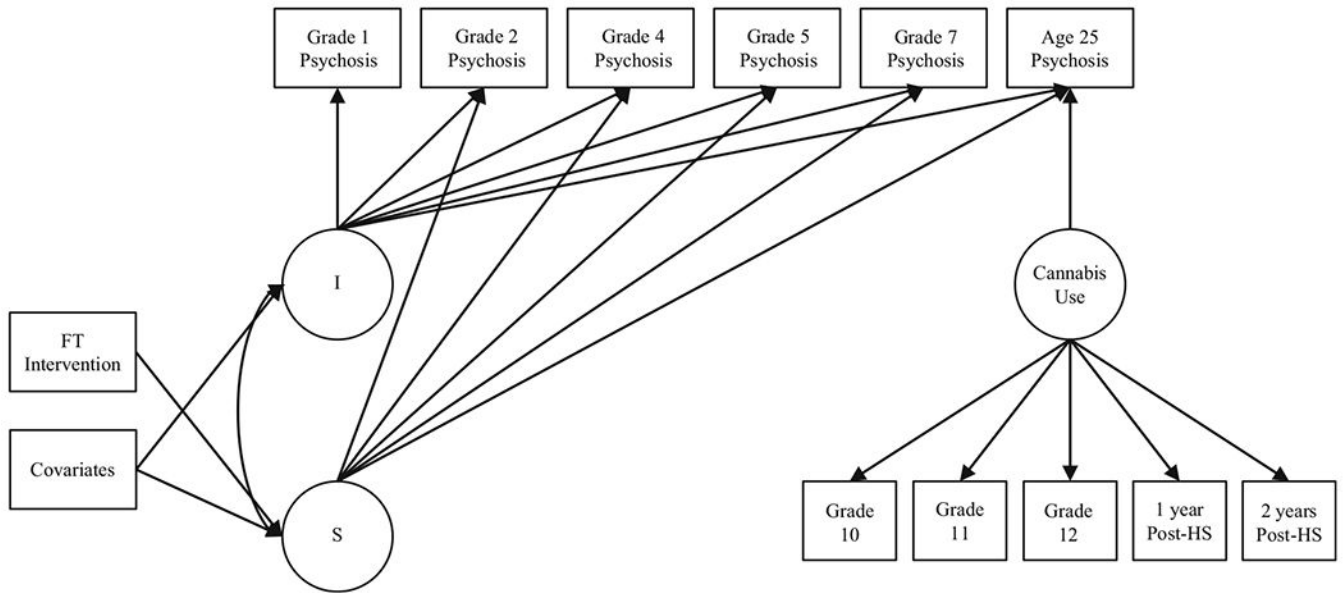 Grade 1
Psychosis
Grade 2
Psychosis
Grade 4
Psychosis
Grade 5
Psychosis
Grade 7
Psychosis
Age 25
Psychosis
I
Cannabis
Use
FT
Intervention
Covariates
S
Grade
10
Grade
11
Grade
12
1 year
Post-HS
2 years
Post-HS